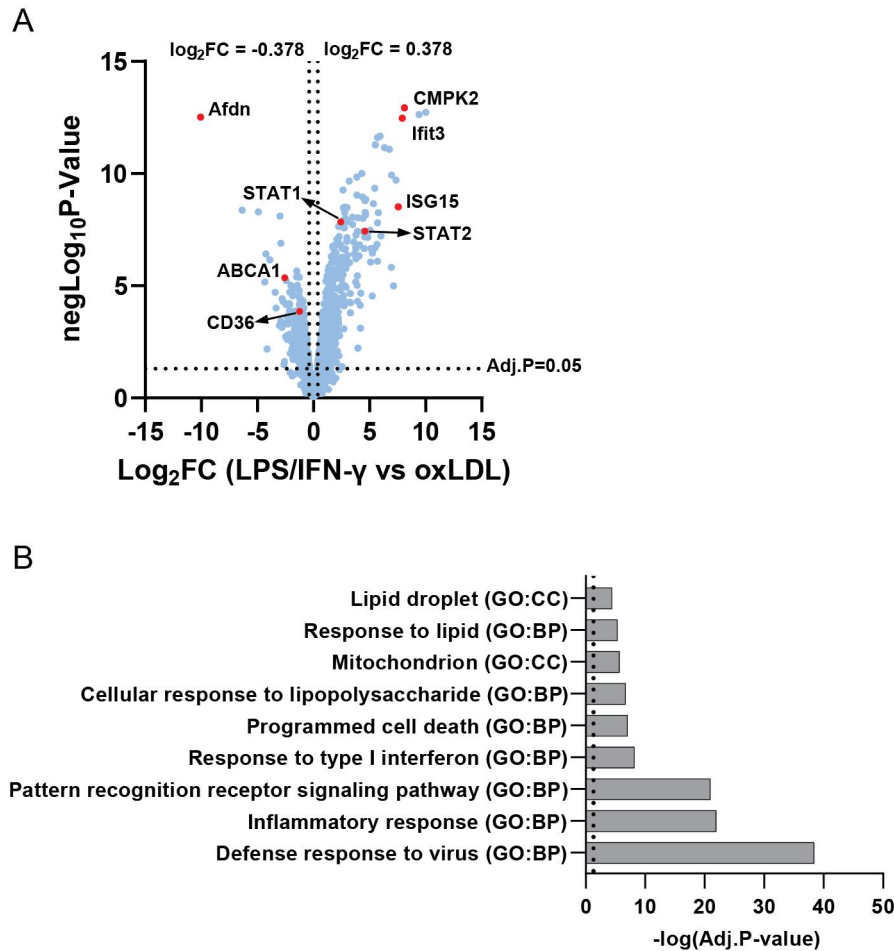 A
log₂FC = -0.378
log₂FC = 0.378
15
10
5
0
negLog₁₀P-Value
Afdn
CMPK2
Ifit3
STAT1
ISG15
STAT2
ABCA1
CD36
Adj.P=0.05
-15 -10 -5 0 5 10 15
Log₂FC (LPS/IFN-γ vs oxLDL)
B
Lipid droplet (GO:CC)
Response to lipid (GO:BP)
Mitochondrion (GO:CC)
Cellular response to lipopolysaccharide (GO:BP)
Programmed cell death (GO:BP)
Response to type I interferon (GO:BP)
Pattern recognition receptor signaling pathway (GO:BP)
Inflammatory response (GO:BP)
Defense response to virus (GO:BP)
0 10 20 30 40 50
-log(Adj.P-value)